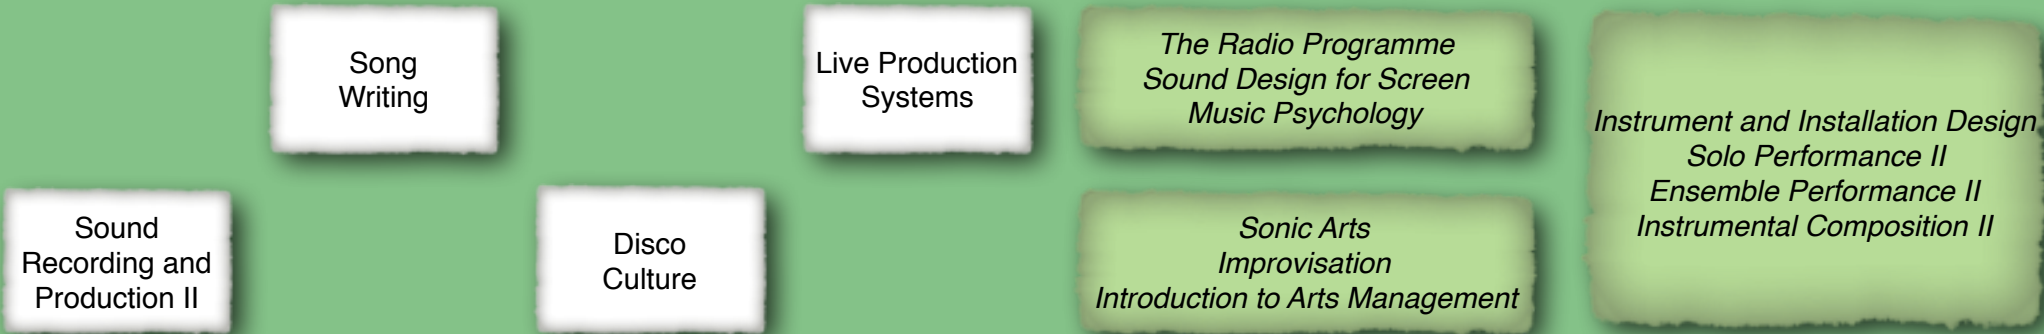 Song
Writing
Live Production
Systems
The Radio Programme
Sound Design for Screen
Music Psychology
Instrument and Installation Design
Solo Performance II
Ensemble Performance II
Instrumental Composition II
Sound
Recording and
Production II
Disco
Culture
Sonic Arts
Improvisation
Introduction to Arts Management